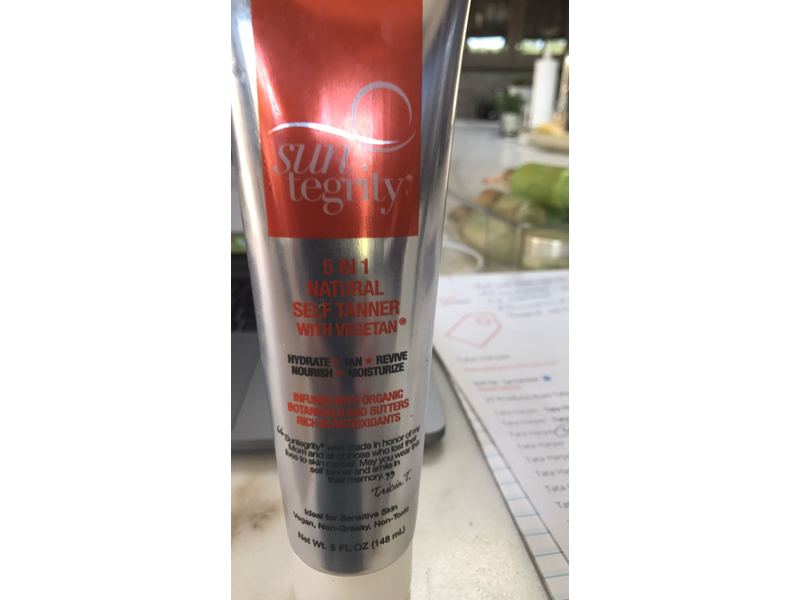 sun
tegrity®
5 IN 1
NATURAL
SELF TANNER
WITH VEGETAN®
HYDRATE ★ TAN ★ REVIVE
NOURISH ★ MOISTURIZE
INFUSED WITH ORGANIC
BOTANICALS AND BUTTERS
RICH IN ANTIOXIDANTS
“Suntegrity® was made in honor of my
Mom and all of those who lost their
lives to skin cancer. May you wear this
self tanner and smile in
their memory.”
Tricia T.
Ideal for Sensitive Skin
Vegan, Non-Greasy, Non-Toxic
Net Wt. 5 FL OZ (148 mL)
Tata Harper